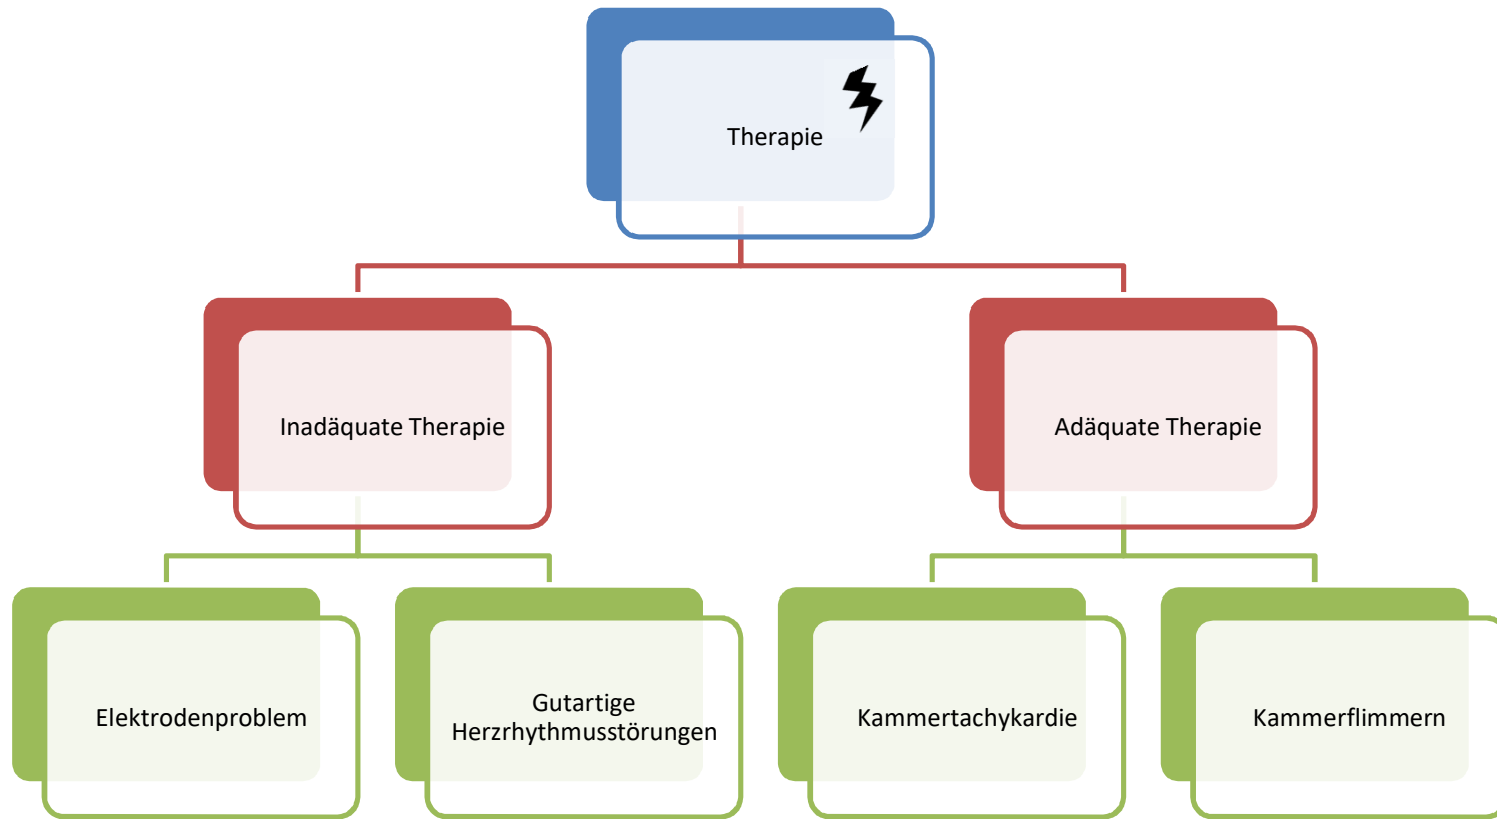 Therapie
Inadäquate Therapie
Adäquate Therapie
Elektrodenproblem
Gutartige
Herzrhythmusstörungen
Kammertachykardie
Kammerflimmern